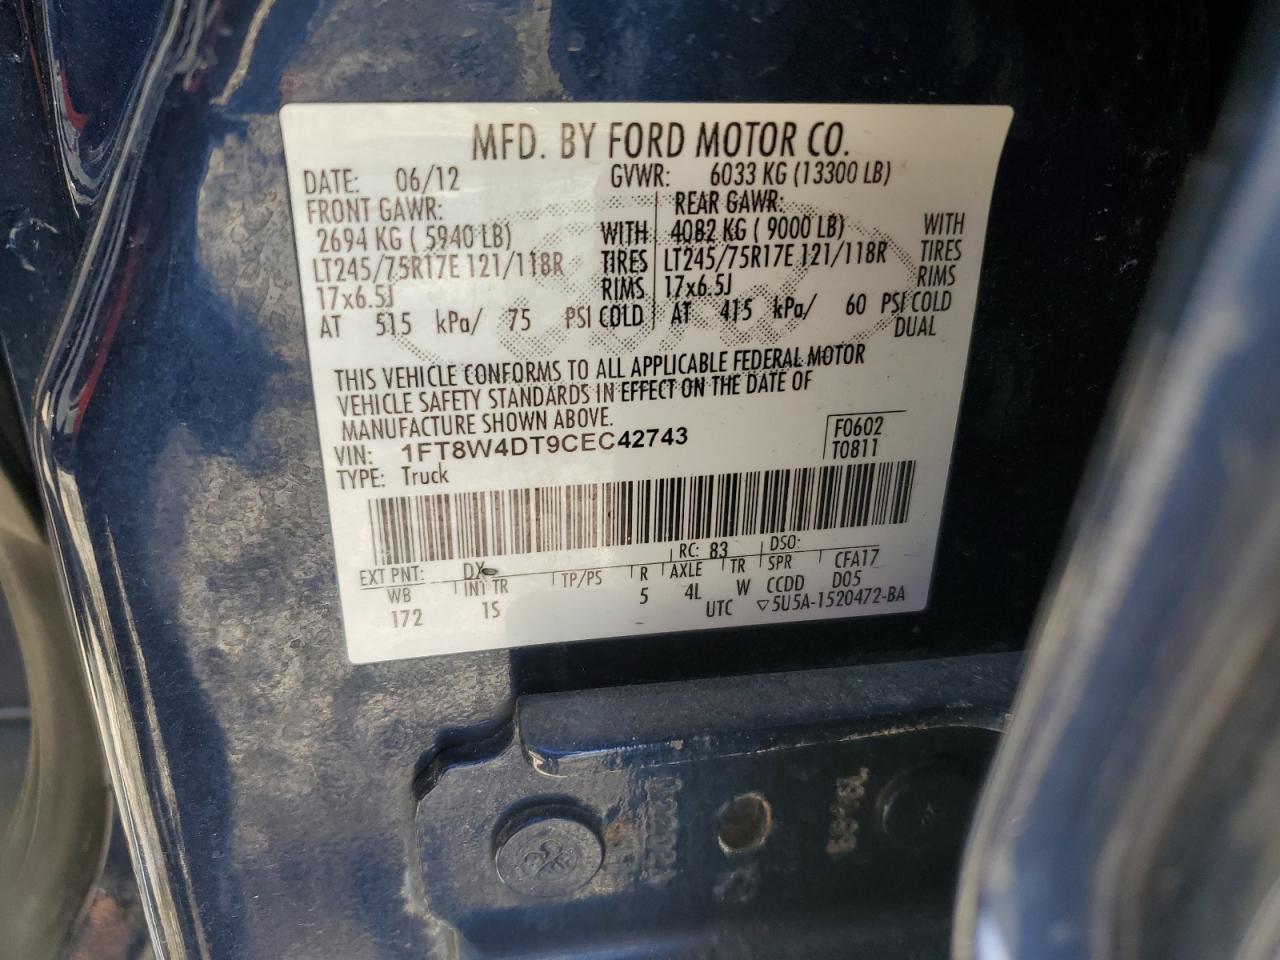 MFD. BY FORD MOTOR CO.
DATE: 06/12 GVWR: 6033 KG (13300 LB)
FRONT GAWR: REAR GAWR:
2694 KG ( 5940 LB) WITH 4082 KG ( 9000 LB) WITH
LT245/75R17E 121/118R TIRES LT245/75R17E 121/118R TIRES
17x6.5J RIMS 17x6.5J RIMS
AT 515 kPa/ 75 PSI COLD AT 415 kPa/ 60 PSI COLD
DUAL
THIS VEHICLE CONFORMS TO ALL APPLICABLE FEDERAL MOTOR
VEHICLE SAFETY STANDARDS IN EFFECT ON THE DATE OF
MANUFACTURE SHOWN ABOVE.
VIN: 1FT8W4DT9CEC42743 F0602
TYPE: Truck T0811
EXT PNT: DX RC: 83 DSO:
WB INT TR TP/PS R AXLE TR SPR CFA17
172 1S 5 4L W CCDD D05
UTC ▽5U5A-1520472-BA